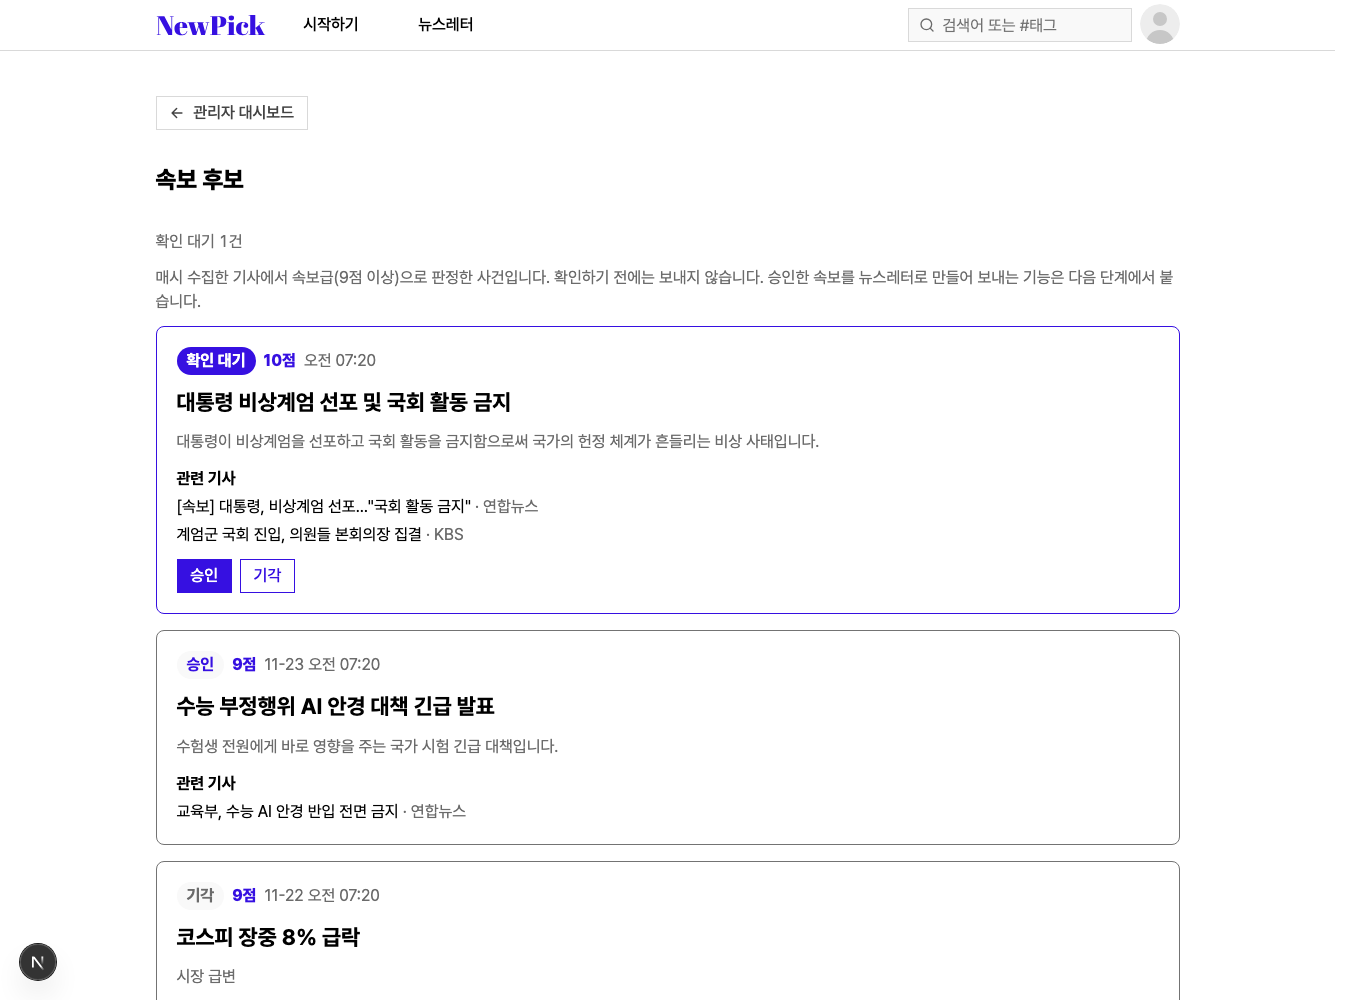 NewPick
시작하기
뉴스레터
검색어 또는 #태그
← 관리자 대시보드
속보 후보
확인 대기 1건
매시 수집한 기사에서 속보급(9점 이상)으로 판정한 사건입니다. 확인하기 전에는 보내지 않습니다. 승인한 속보를 뉴스레터로 만들어 보내는 기능은 다음 단계에서 붙
습니다.
확인 대기 10점 오전 07:20
대통령 비상계엄 선포 및 국회 활동 금지
대통령이 비상계엄을 선포하고 국회 활동을 금지함으로써 국가의 헌정 체계가 흔들리는 비상 사태입니다.
관련 기사
[속보] 대통령, 비상계엄 선포..."국회 활동 금지" · 연합뉴스
계엄군 국회 진입, 의원들 본회의장 집결 · KBS
승인 기각
승인 9점 11-23 오전 07:20
수능 부정행위 AI 안경 대책 긴급 발표
수험생 전원에게 바로 영향을 주는 국가 시험 긴급 대책입니다.
관련 기사
교육부, 수능 AI 안경 반입 전면 금지 · 연합뉴스
기각 9점 11-22 오전 07:20
코스피 장중 8% 급락
시장 급변
N